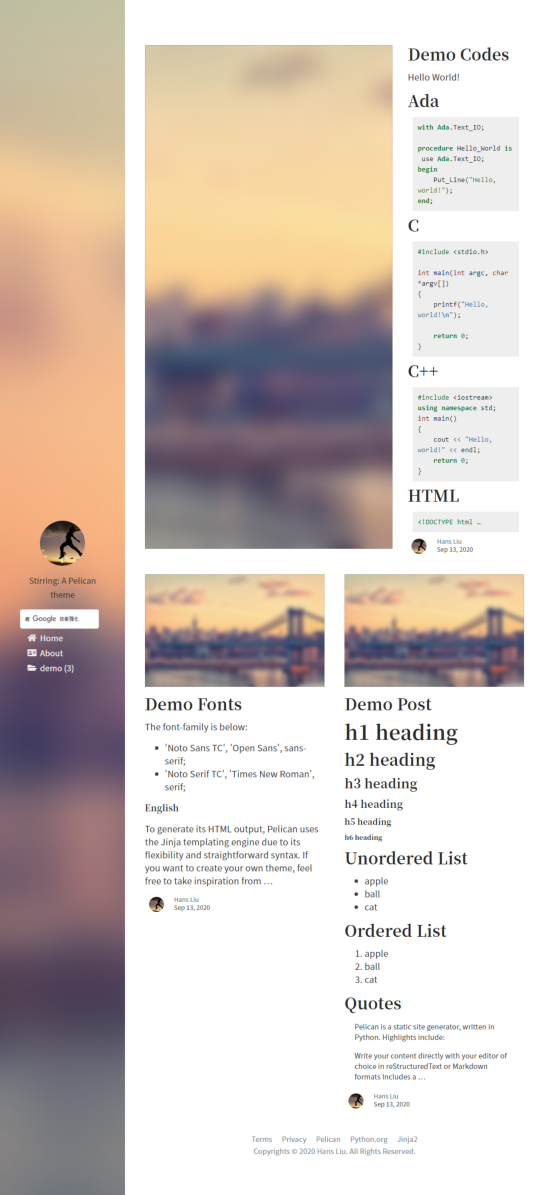 Stirring: A Pelican
theme
Google
Home
About
demo (3)
Demo Codes
Hello World!
Ada
with Ada.Text_IO;
procedure Hello_World is
use Ada.Text_IO;
begin
Put_Line("Hello,
world!");
end;
C
#include <stdio.h>
int main(int argc, char
*argv[])
{
printf("Hello,
world!\n");
return 0;
}
C++
#include <iostream>
using namespace std;
int main()
{
cout << "Hello,
world!" << endl;
return 0;
}
HTML
<!DOCTYPE html …
Hans Liu
Sep 13, 2020
Demo Fonts
The font-family is below:
• 'Noto Sans TC', 'Open Sans', sans-
serif;
• 'Noto Serif TC', 'Times New Roman',
serif;
English
To generate its HTML output, Pelican uses
the Jinja templating engine due to its
flexibility and straightforward syntax. If
you want to create your own theme, feel
free to take inspiration from …
Hans Liu
Sep 13, 2020
Demo Post
h1 heading
h2 heading
h3 heading
h4 heading
h5 heading
h6 heading
Unordered List
• apple
• ball
• cat
Ordered List
1. apple
2. ball
3. cat
Quotes
Pelican is a static site generator, written in
Python. Highlights include:
Write your content directly with your editor of
choice in reStructuredText or Markdown
formats Includes a …
Hans Liu
Sep 13, 2020
Terms Privacy Pelican Python.org Jinja2
Copyrights © 2020 Hans Liu. All Rights Reserved.